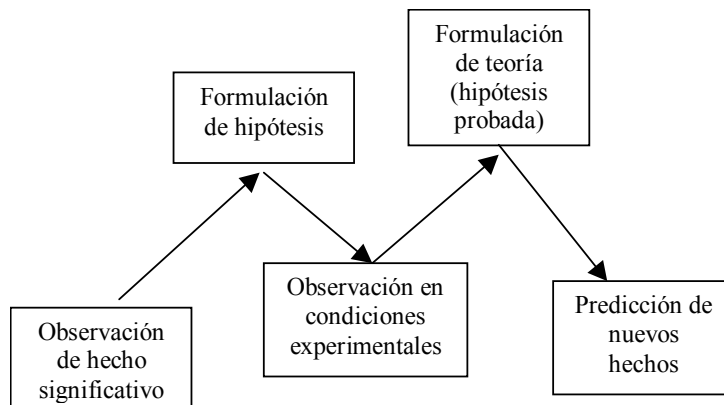 Formulación
de teoría
(hipótesis
probada)
Formulación
de hipótesis
Observación en
condiciones
experimentales
Predicción de
nuevos
hechos
Observación
de hecho
significativo